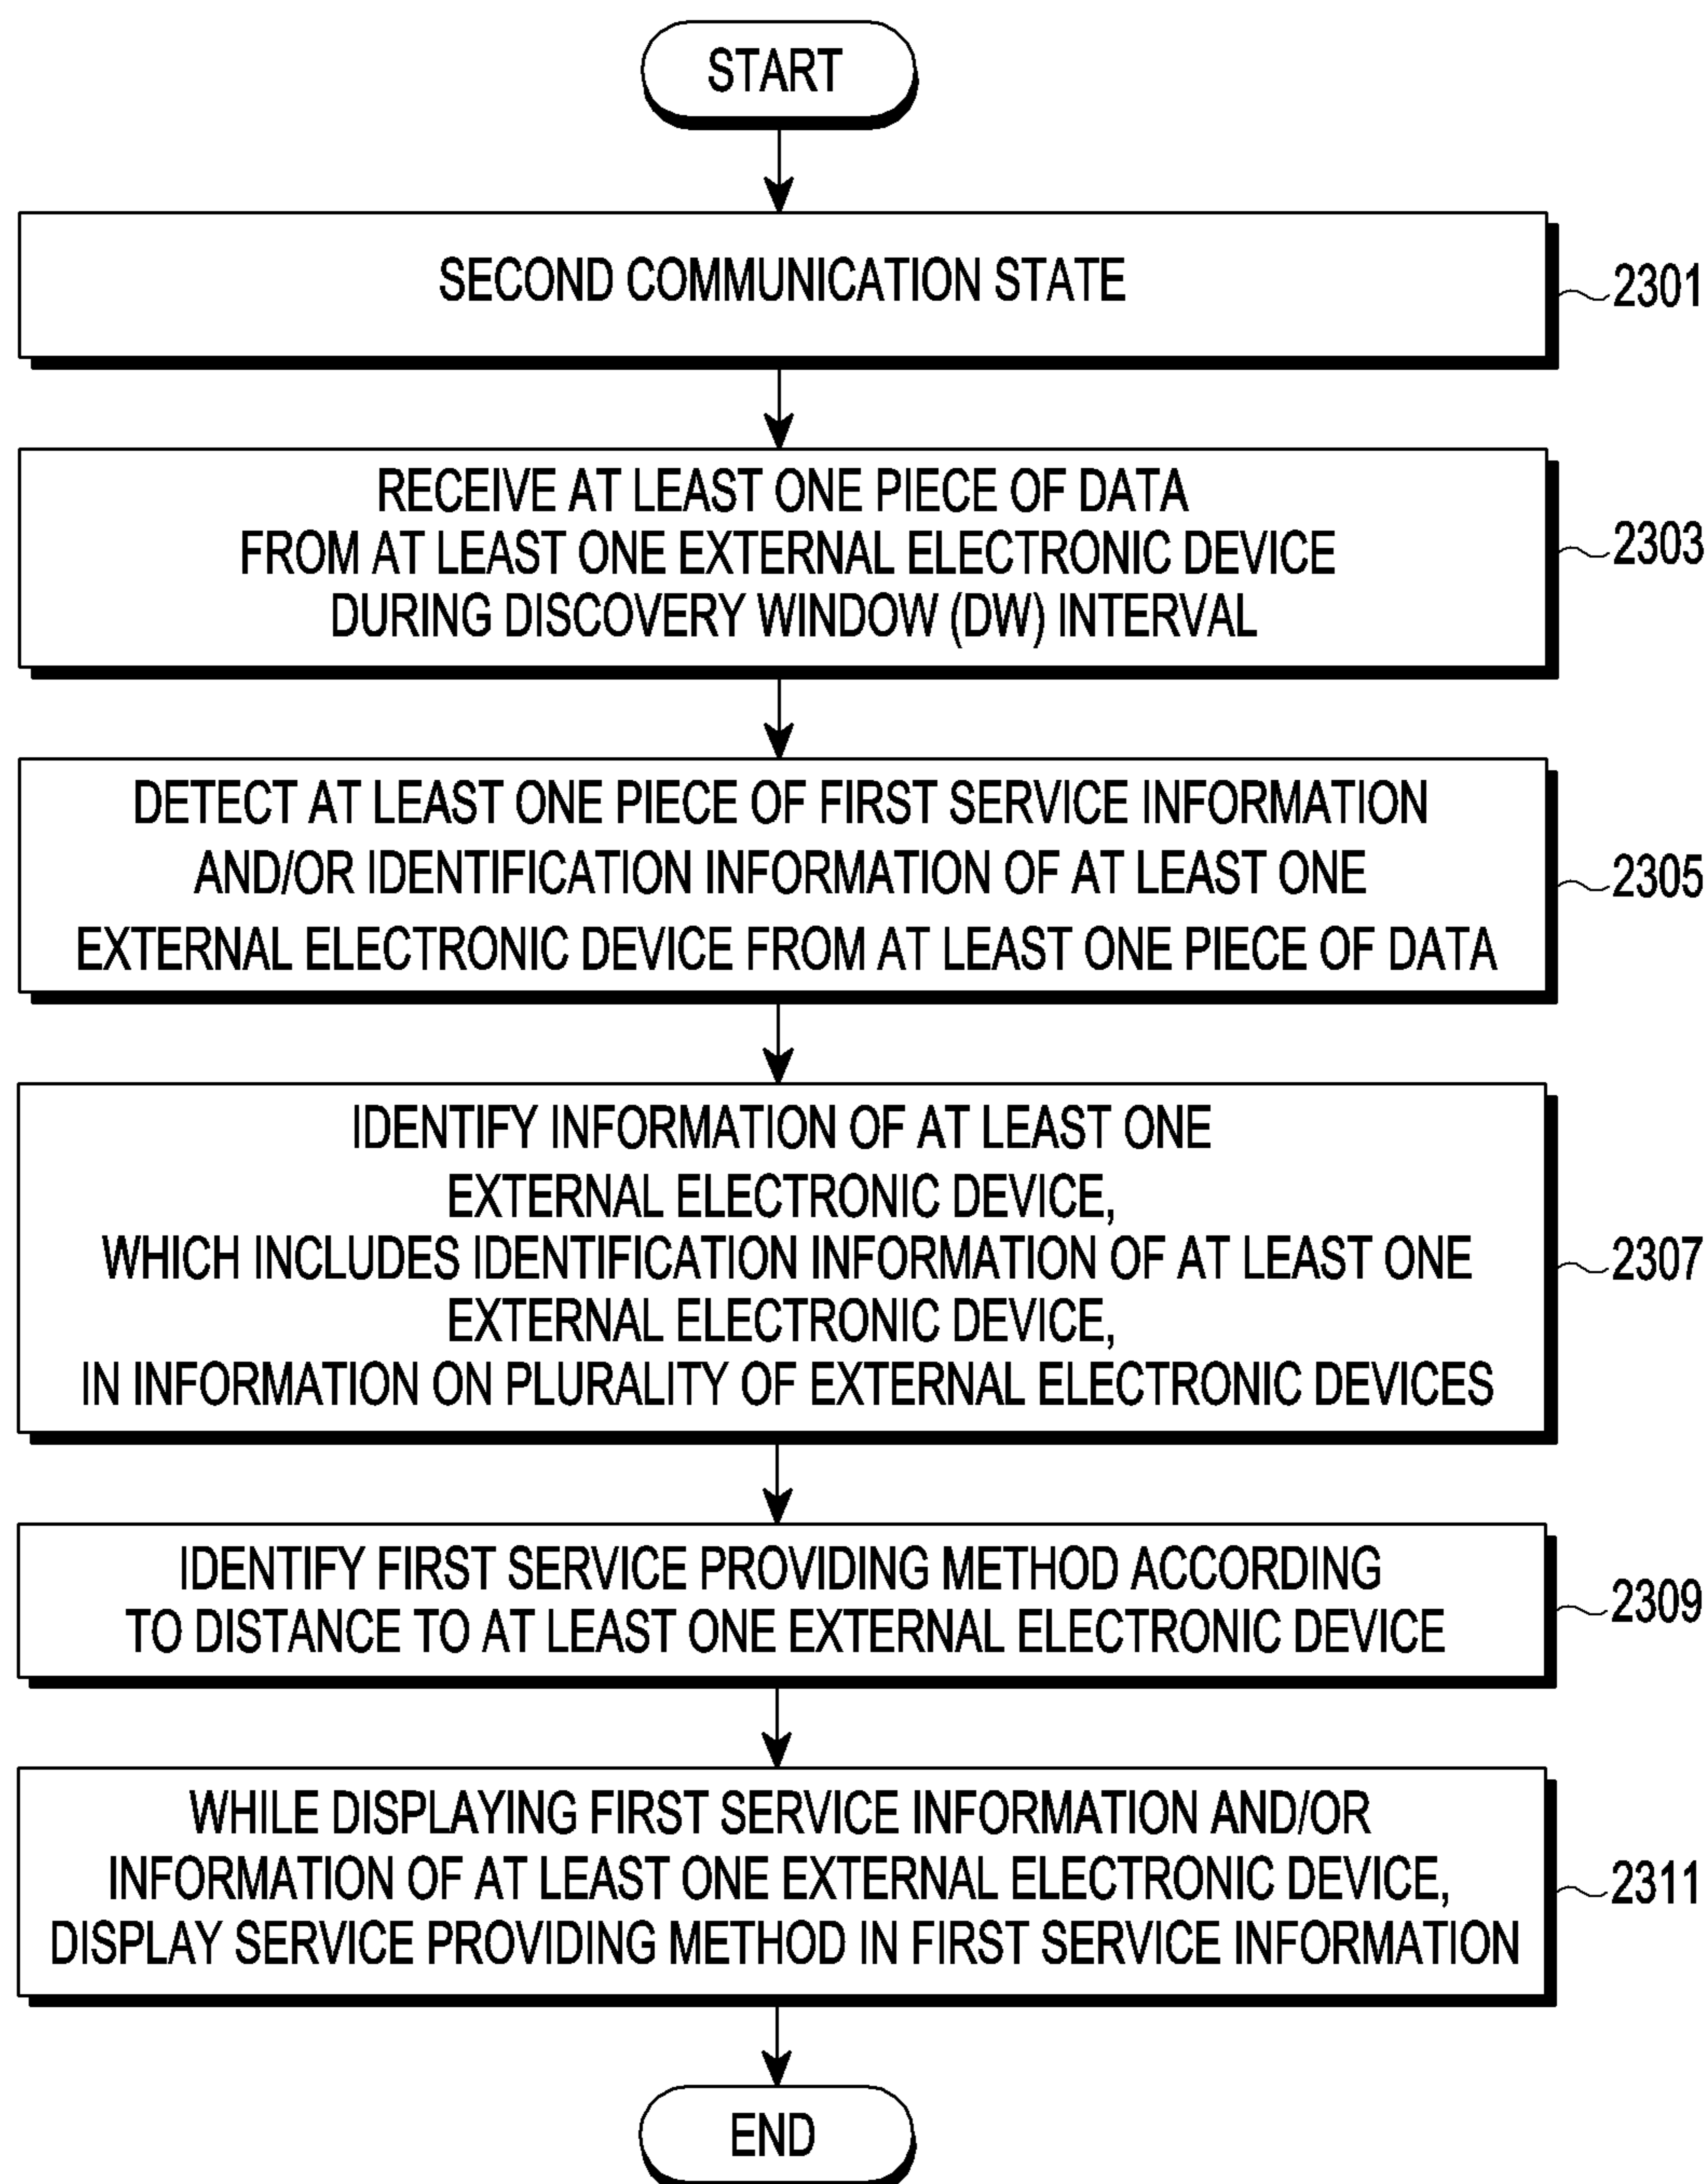 START
SECOND COMMUNICATION STATE
2301
RECEIVE AT LEAST ONE PIECE OF DATA
FROM AT LEAST ONE EXTERNAL ELECTRONIC DEVICE
DURING DISCOVERY WINDOW (DW) INTERVAL
2303
DETECT AT LEAST ONE PIECE OF FIRST SERVICE INFORMATION
AND/OR IDENTIFICATION INFORMATION OF AT LEAST ONE
EXTERNAL ELECTRONIC DEVICE FROM AT LEAST ONE PIECE OF DATA
2305
IDENTIFY INFORMATION OF AT LEAST ONE
EXTERNAL ELECTRONIC DEVICE,
WHICH INCLUDES IDENTIFICATION INFORMATION OF AT LEAST ONE
EXTERNAL ELECTRONIC DEVICE,
IN INFORMATION ON PLURALITY OF EXTERNAL ELECTRONIC DEVICES
2307
IDENTIFY FIRST SERVICE PROVIDING METHOD ACCORDING
TO DISTANCE TO AT LEAST ONE EXTERNAL ELECTRONIC DEVICE
2309
WHILE DISPLAYING FIRST SERVICE INFORMATION AND/OR
INFORMATION OF AT LEAST ONE EXTERNAL ELECTRONIC DEVICE,
DISPLAY SERVICE PROVIDING METHOD IN FIRST SERVICE INFORMATION
2311
END